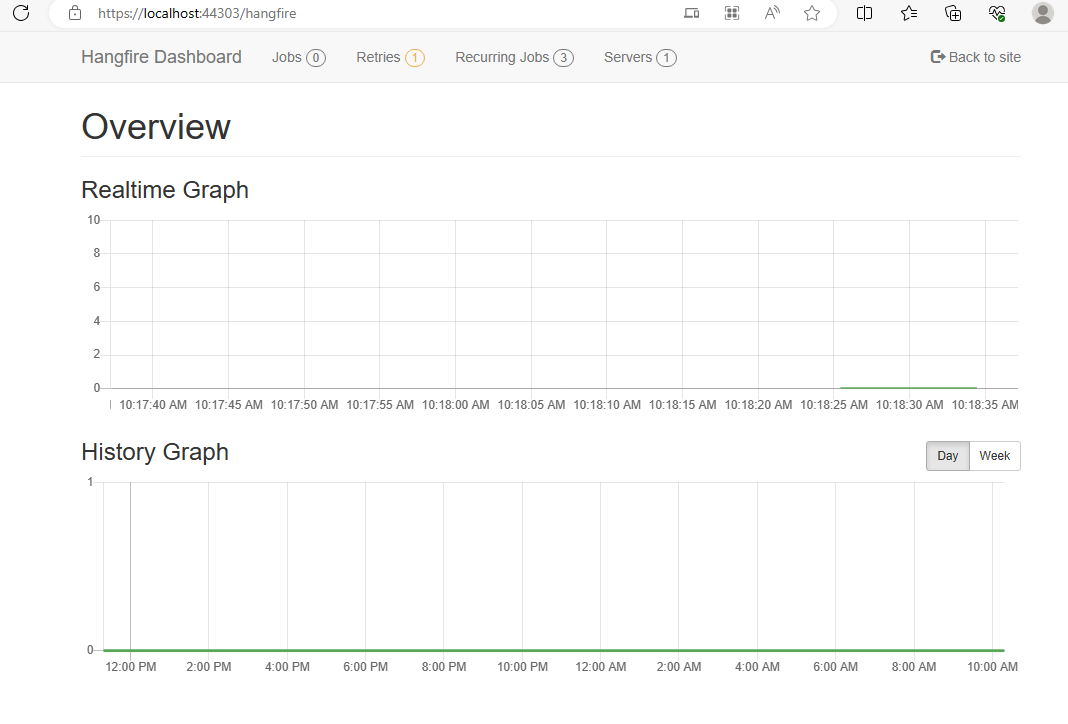 https://localhost:44303/hangfire
Hangfire Dashboard Jobs 0 Retries 1 Recurring Jobs 3 Servers 1 Back to site
Overview
Realtime Graph
10
8
6
4
2
0
10:17:40 AM 10:17:45 AM 10:17:50 AM 10:17:55 AM 10:18:00 AM 10:18:05 AM 10:18:10 AM 10:18:15 AM 10:18:20 AM 10:18:25 AM 10:18:30 AM 10:18:35 AM
History Graph Day Week
1
0
12:00 PM 2:00 PM 4:00 PM 6:00 PM 8:00 PM 10:00 PM 12:00 AM 2:00 AM 4:00 AM 6:00 AM 8:00 AM 10:00 AM